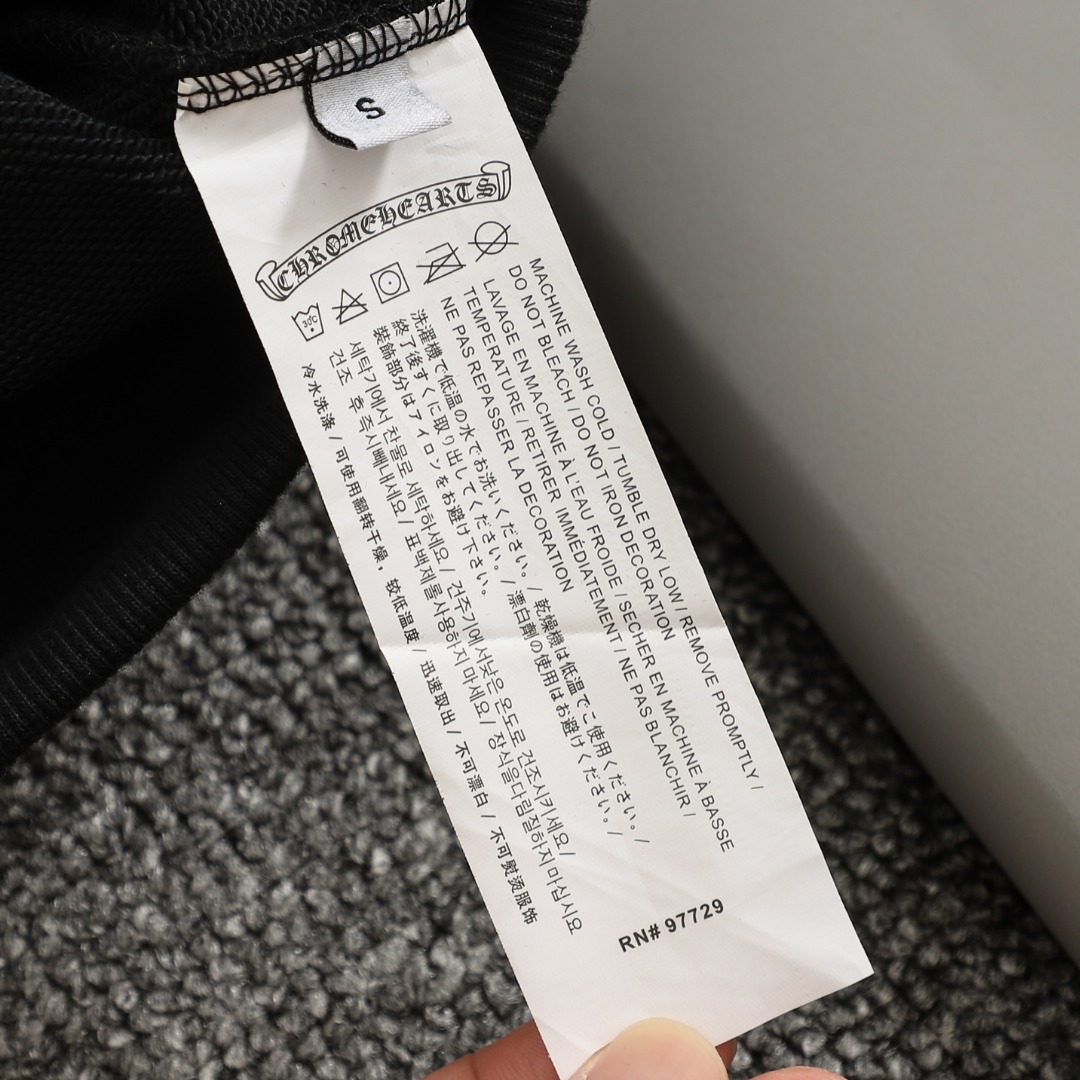 S
CHROMEHEARTS
30C
MACHINE WASH COLD / TUMBLE DRY LOW / REMOVE PROMPTLY /
DO NOT BLEACH / DO NOT IRON DECORATION
LAVAGE EN MACHINE À L'EAU FROIDE / SECHER EN MACHINE À BASSE
TEMPERATURE / RETIRER IMMÉDIATEMENT / NE PAS BLANCHIR /
NE PAS REPASSER LA DECORATION
洗濯機で低温の水でお洗いください。/ 乾燥機は低温でご使用ください。/
終了後すぐに取り出してください。/ 漂白劑の使用はお避けください。/
裝飾部分はアイロンをお避け下さい。
세탁기에서 찬물로 세탁하세요 / 건주기에서낮은 온도로 건조시키세요 /
건조 후 즉시빼내세요 / 표백제를사용하지 마세요 / 장식을다림질하지마십시요
冷水洗涤 / 可使用翻转干燥，较低温度 / 迅速取出 / 不可漂白 / 不可熨烫服饰
RN# 97729